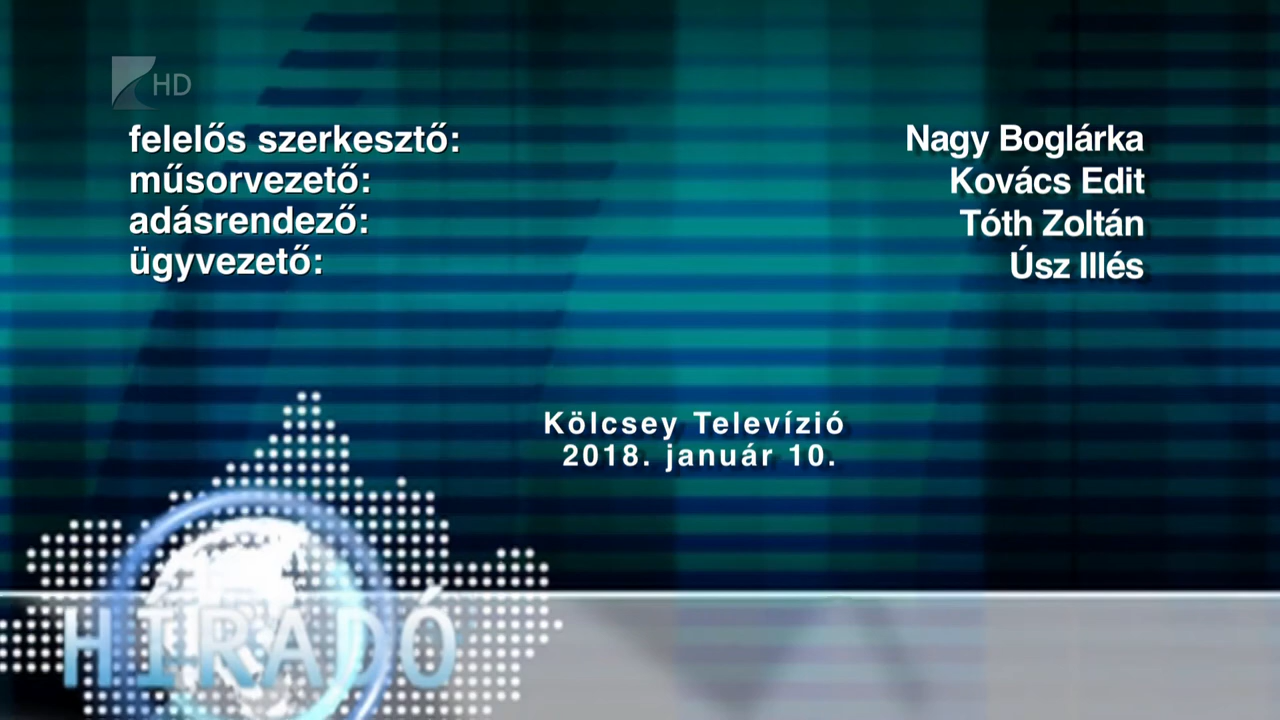 HD
felelős szerkesztő: Nagy Boglárka
műsorvezető: Kovács Edit
adásrendező: Tóth Zoltán
ügyvezető: Úsz Illés
Kölcsey Televízió
2018. január 10.
HÍRADÓ